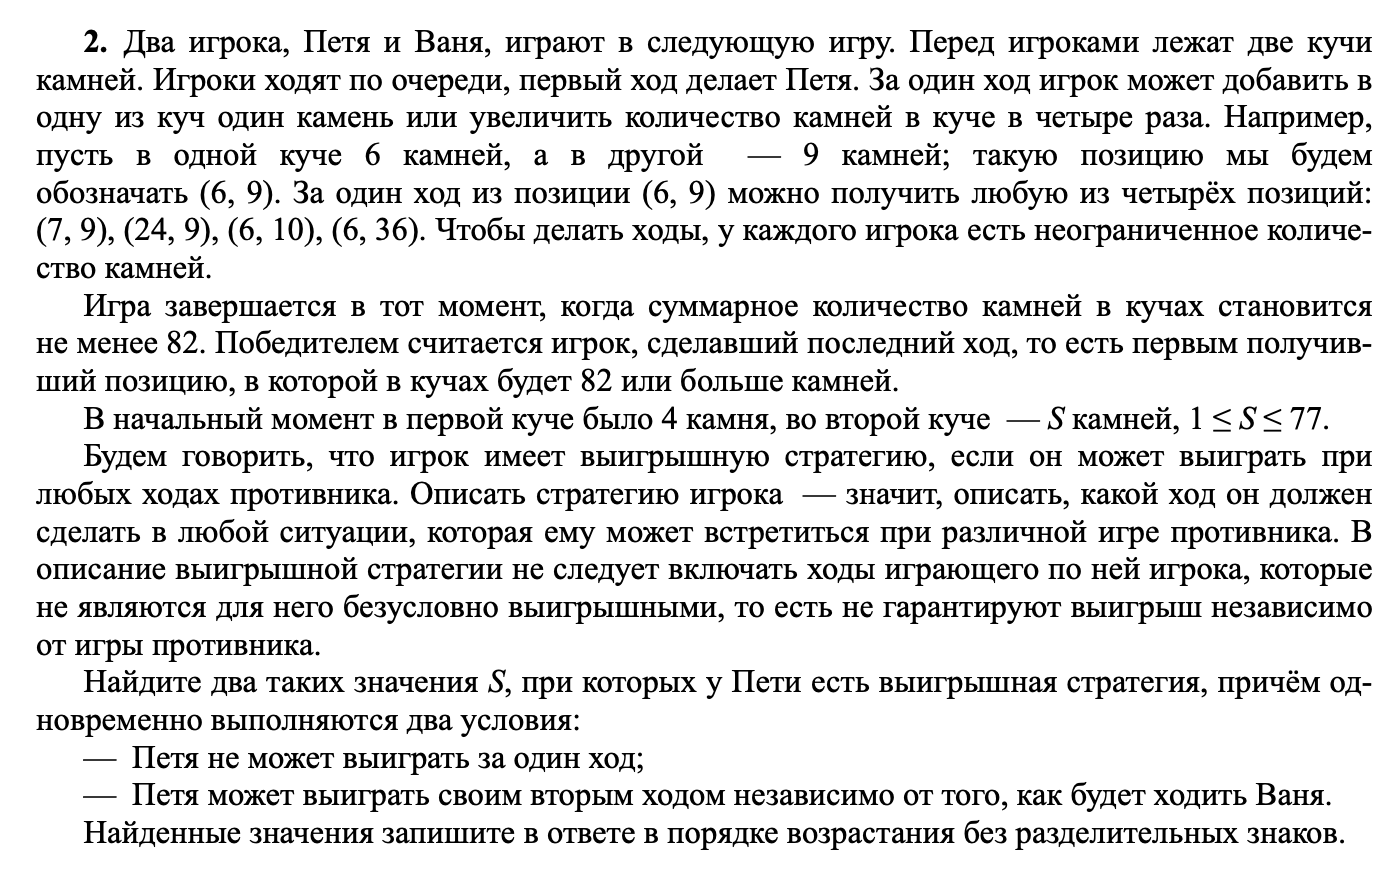 2. Два игрока, Петя и Ваня, играют в следующую игру. Перед игроками лежат две кучи
камней. Игроки ходят по очереди, первый ход делает Петя. За один ход игрок может добавить в
одну из куч один камень или увеличить количество камней в куче в четыре раза. Например,
пусть в одной куче 6 камней, а в другой — 9 камней; такую позицию мы будем
обозначать (6, 9). За один ход из позиции (6, 9) можно получить любую из четырёх позиций:
(7, 9), (24, 9), (6, 10), (6, 36). Чтобы делать ходы, у каждого игрока есть неограниченное количе-
ство камней.
Игра завершается в тот момент, когда суммарное количество камней в кучах становится
не менее 82. Победителем считается игрок, сделавший последний ход, то есть первым получив-
ший позицию, в которой в кучах будет 82 или больше камней.
В начальный момент в первой куче было 4 камня, во второй куче — S камней, 1 ≤ S ≤ 77.
Будем говорить, что игрок имеет выигрышную стратегию, если он может выиграть при
любых ходах противника. Описать стратегию игрока — значит, описать, какой ход он должен
сделать в любой ситуации, которая ему может встретиться при различной игре противника. В
описание выигрышной стратегии не следует включать ходы играющего по ней игрока, которые
не являются для него безусловно выигрышными, то есть не гарантируют выигрыш независимо
от игры противника.
Найдите два таких значения S, при которых у Пети есть выигрышная стратегия, причём од-
новременно выполняются два условия:
— Петя не может выиграть за один ход;
— Петя может выиграть своим вторым ходом независимо от того, как будет ходить Ваня.
Найденные значения запишите в ответе в порядке возрастания без разделительных знаков.